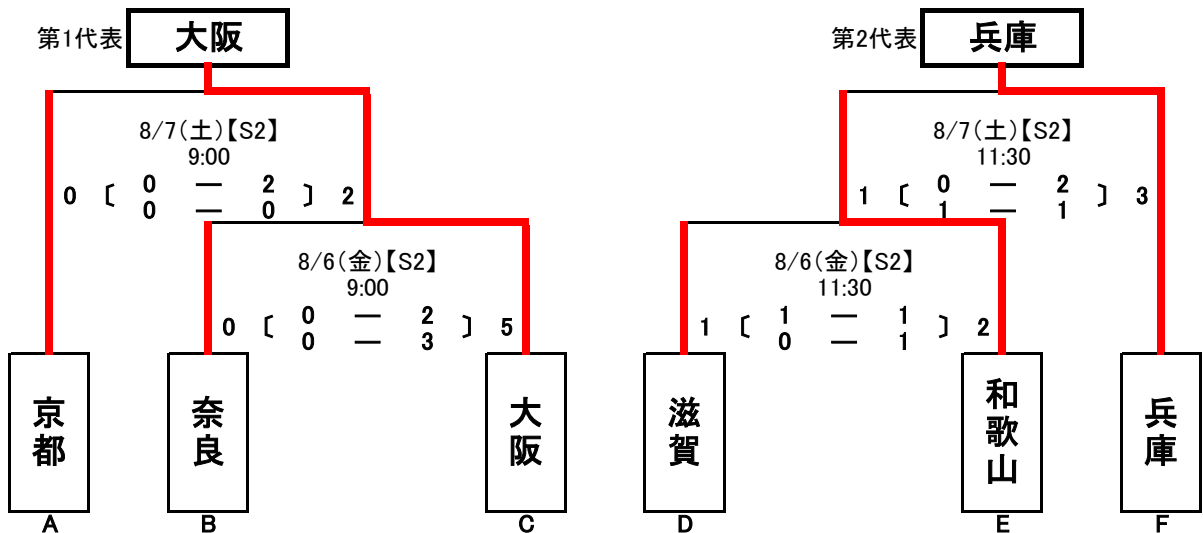 第1代表 大阪
第2代表 兵庫
8/7(土)【S2】
9:00
0 〔 0 — 2 〕 2
0 — 0
8/7(土)【S2】
11:30
1 〔 0 — 2 〕 3
1 — 1
8/6(金)【S2】
9:00
0 〔 0 — 2 〕 5
0 — 3
8/6(金)【S2】
11:30
1 〔 1 — 1 〕 2
0 — 1
京都
奈良
大阪
滋賀
和歌山
兵庫
A B C D E F